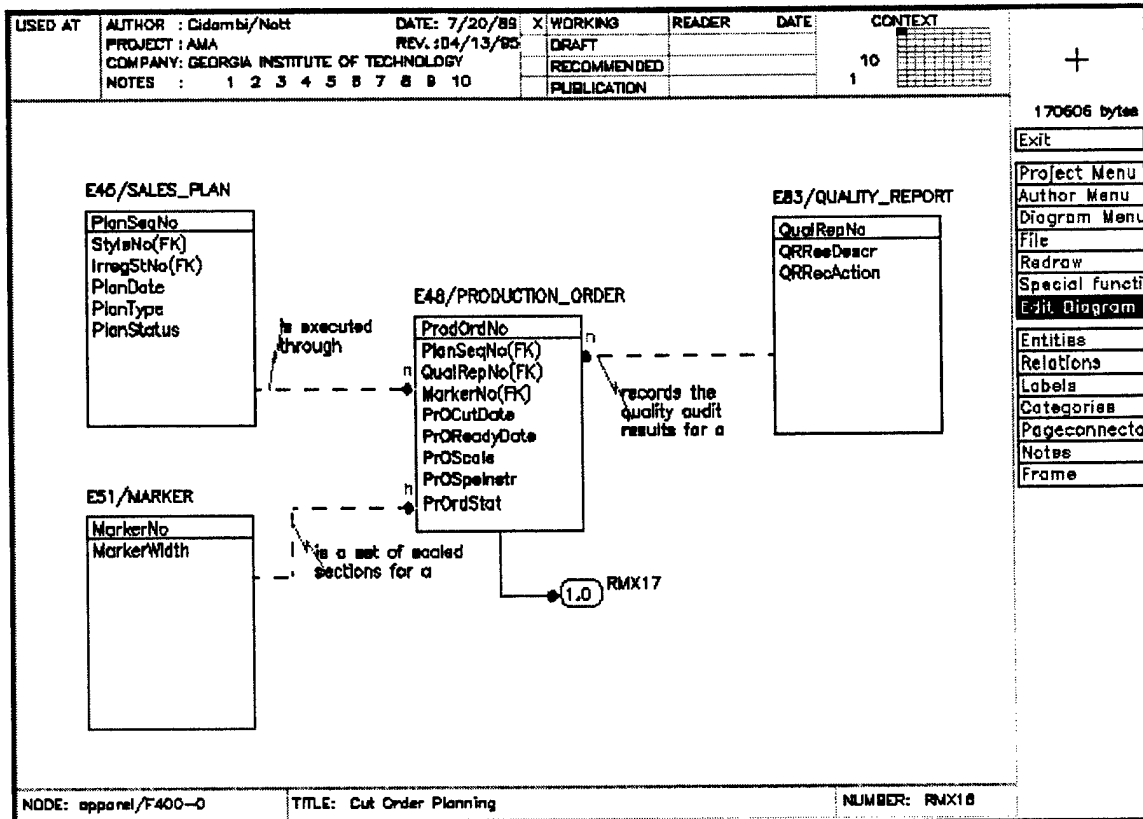 USED AT AUTHOR : Cidambi/Nott DATE: 7/20/89 X WORKING READER DATE CONTEXT
PROJECT : AMA REV.: 04/13/95 DRAFT
COMPANY: GEORGIA INSTITUTE OF TECHNOLOGY RECOMMENDED 10
NOTES : 1 2 3 4 5 6 7 8 9 10 PUBLICATION 1
170606 bytes
Exit
Project Menu
Author Menu
Diagram Menu
File
Redraw
Special Functi
Edit Diagram
Entities
Relations
Labels
Categories
Pageconnecto
Notes
Frame
E46/SALES_PLAN
PlanSeqNo
StyleNo(FK)
IrregStNo(FK)
PlanDate
PlanType
PlanStatus
is executed
through
n
E48/PRODUCTION_ORDER
ProdOrdNo
PlanSeqNo(FK)
QualRepNo(FK)
MarkerNo(FK)
PrOCutDate
PrOReadyDate
PrOScale
PrOSpeInstr
PrOrdStat
n
E83/QUALITY_REPORT
QualRepNo
QRResDescr
QRRecAction
records the
quality audit
results for a
E51/MARKER
MarkerNo
MarkerWidth
n
is a set of scaled
sections for a
1.0 RMX17
NODE: apparel/F400-0 TITLE: Cut Order Planning NUMBER: RMX16